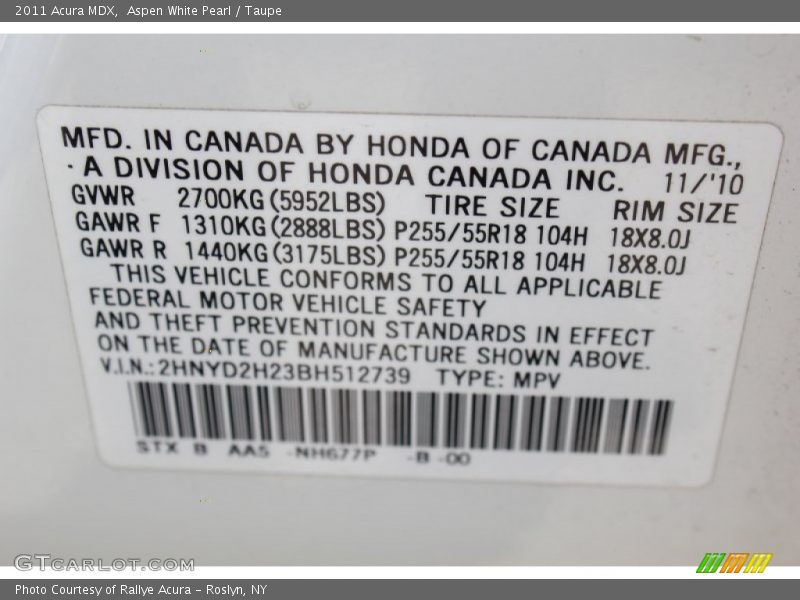 2011 Acura MDX, Aspen White Pearl / Taupe
MFD. IN CANADA BY HONDA OF CANADA MFG.,
· A DIVISION OF HONDA CANADA INC. 11/'10
GVWR 2700KG(5952LBS) TIRE SIZE RIM SIZE
GAWR F 1310KG(2888LBS) P255/55R18 104H 18X8.0J
GAWR R 1440KG(3175LBS) P255/55R18 104H 18X8.0J
THIS VEHICLE CONFORMS TO ALL APPLICABLE
FEDERAL MOTOR VEHICLE SAFETY
AND THEFT PREVENTION STANDARDS IN EFFECT
ON THE DATE OF MANUFACTURE SHOWN ABOVE.
V.I.N.: 2HNYD2H23BH512739 TYPE: MPV
STX B AA5 -NH677P -B -00
GTCARLOT.COM
Photo Courtesy of Rallye Acura - Roslyn, NY